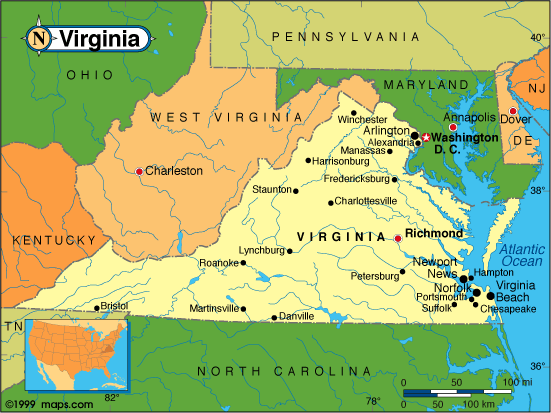 N Virginia
PENNSYLVANIA
40°
OHIO
MARYLAND
NJ
WEST VIRGINIA
Winchester
Annapolis
Dover
Arlington
Washington
D. C.
Alexandria
DE
Manassas
Harrisonburg
Charleston
Fredericksburg
38°
Staunton
Charlottesville
KENTUCKY
VIRGINIA
Richmond
Atlantic
Ocean
Lynchburg
Roanoke
Newport
News
Hampton
Petersburg
Norfolk
Virginia
Beach
Portsmouth
Suffolk
Chesapeake
Bristol
Martinsville
Danville
TN
NORTH CAROLINA
36°
0 50 100 mi
0 50 100 km
©1999 maps.com
82°
78°